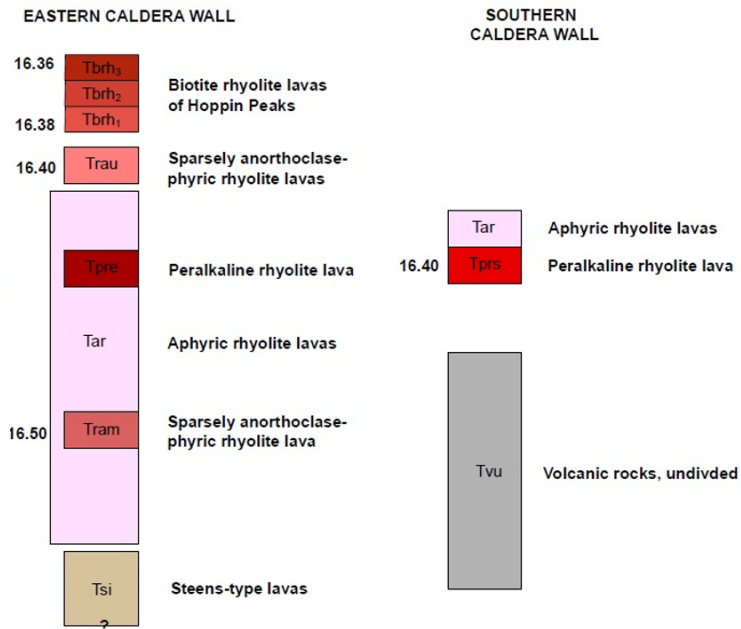 EASTERN CALDERA WALL
16.36
Tbrh₃
Tbrh₂
16.38
Tbrh₁
Biotite rhyolite lavas
of Hoppin Peaks
16.40
Trau
Sparsely anorthoclase-
phyric rhyolite lavas
Tpre
Peralkaline rhyolite lava
Tar
Aphyric rhyolite lavas
16.50
Tram
Sparsely anorthoclase-
phyric rhyolite lava
Tsi
?
Steens-type lavas
SOUTHERN
CALDERA WALL
Tar
Aphyric rhyolite lavas
16.40
Tprs
Peralkaline rhyolite lava
Tvu
Volcanic rocks, undivded